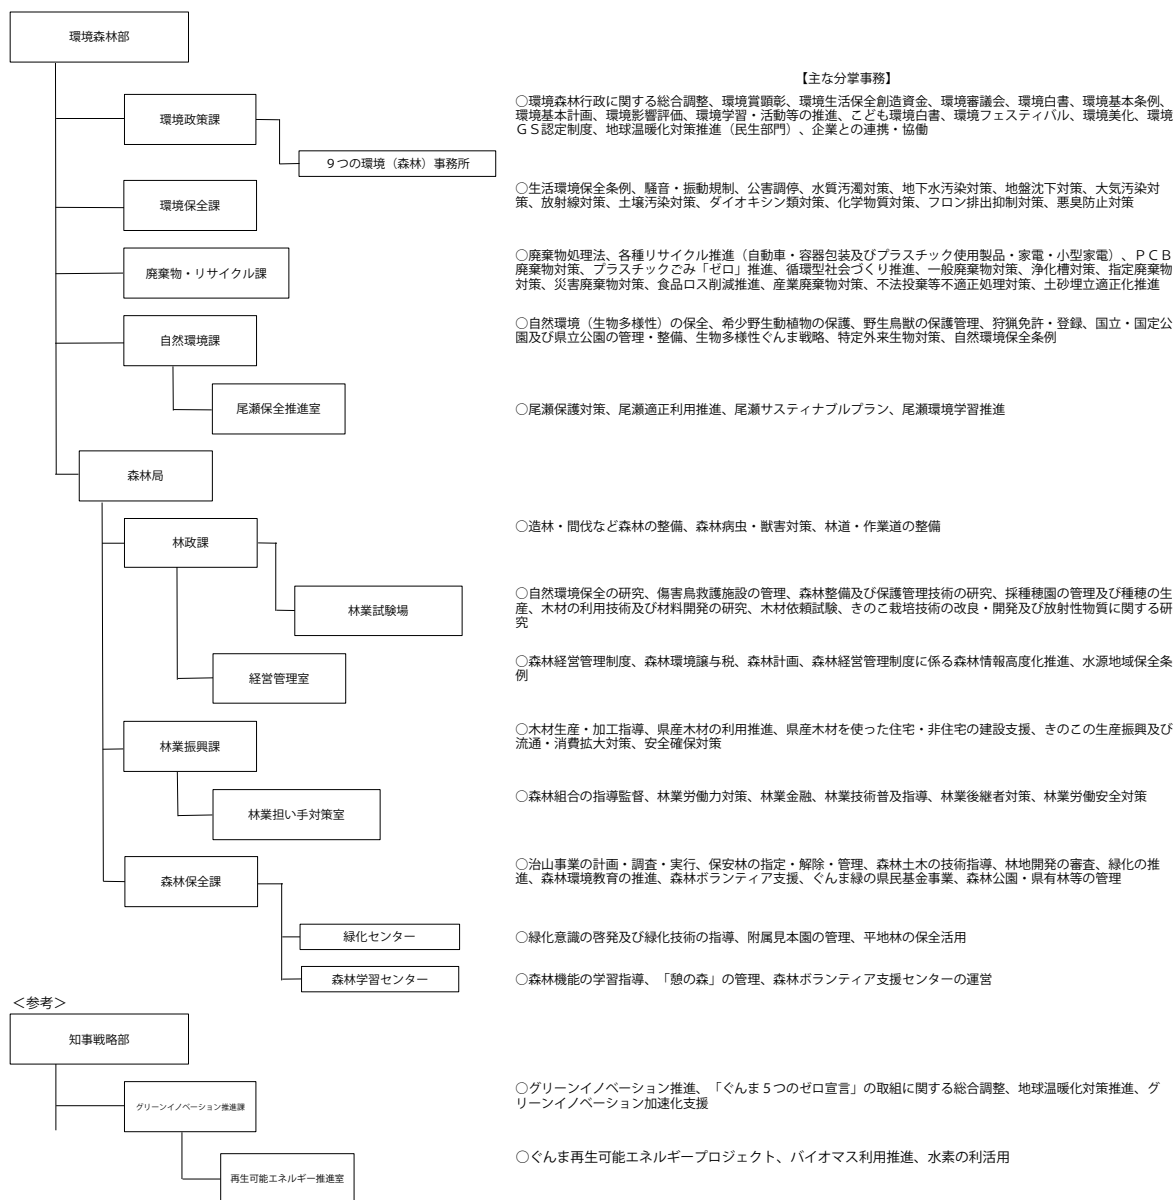 環境森林部
【主な分掌事務】
環境政策課
○環境森林行政に関する総合調整、環境賞顕彰、環境生活保全創造資金、環境審議会、環境白書、環境基本条例、
環境基本計画、環境影響評価、環境学習・活動等の推進、こども環境白書、環境フェスティバル、環境美化、環境
ＧＳ認定制度、地球温暖化対策推進（民生部門）、企業との連携・協働
９つの環境（森林）事務所
環境保全課
○生活環境保全条例、騒音・振動規制、公害調停、水質汚濁対策、地下水汚染対策、地盤沈下対策、大気汚染対
策、放射線対策、土壌汚染対策、ダイオキシン類対策、化学物質対策、フロン排出抑制対策、悪臭防止対策
廃棄物・リサイクル課
○廃棄物処理法、各種リサイクル推進（自動車・容器包装及びプラスチック使用製品・家電・小型家電）、ＰＣＢ
廃棄物対策、プラスチックごみ「ゼロ」推進、循環型社会づくり推進、一般廃棄物対策、浄化槽対策、指定廃棄物
対策、災害廃棄物対策、食品ロス削減推進、産業廃棄物対策、不法投棄等不適正処理対策、土砂埋立適正化推進
自然環境課
○自然環境（生物多様性）の保全、希少野生動植物の保護、野生鳥獣の保護管理、狩猟免許・登録、国立・国定公
園及び県立公園の管理・整備、生物多様性ぐんま戦略、特定外来生物対策、自然環境保全条例
尾瀬保全推進室
○尾瀬保護対策、尾瀬適正利用推進、尾瀬サスティナブルプラン、尾瀬環境学習推進
森林局
林政課
○造林・間伐など森林の整備、森林病虫・獣害対策、林道・作業道の整備
林業試験場
○自然環境保全の研究、傷害鳥救護施設の管理、森林整備及び保護管理技術の研究、採種穂園の管理及び種穂の生
産、木材の利用技術及び材料開発の研究、木材依頼試験、きのこ栽培技術の改良・開発及び放射性物質に関する研
究
経営管理室
○森林経営管理制度、森林環境譲与税、森林計画、森林経営管理制度に係る森林情報高度化推進、水源地域保全条
例
林業振興課
○木材生産・加工指導、県産木材の利用推進、県産木材を使った住宅・非住宅の建設支援、きのこの生産振興及び
流通・消費拡大対策、安全確保対策
林業担い手対策室
○森林組合の指導監督、林業労働力対策、林業金融、林業技術普及指導、林業後継者対策、林業労働安全対策
森林保全課
○治山事業の計画・調査・実行、保安林の指定・解除・管理、森林土木の技術指導、林地開発の審査、緑化の推
進、森林環境教育の推進、森林ボランティア支援、ぐんま緑の県民基金事業、森林公園・県有林等の管理
緑化センター
○緑化意識の啓発及び緑化技術の指導、附属見本園の管理、平地林の保全活用
森林学習センター
○森林機能の学習指導、「憩の森」の管理、森林ボランティア支援センターの運営
＜参考＞
知事戦略部
グリーンイノベーション推進課
○グリーンイノベーション推進、「ぐんま５つのゼロ宣言」の取組に関する総合調整、地球温暖化対策推進、グ
リーンイノベーション加速化支援
再生可能エネルギー推進室
○ぐんま再生可能エネルギープロジェクト、バイオマス利用推進、水素の利活用